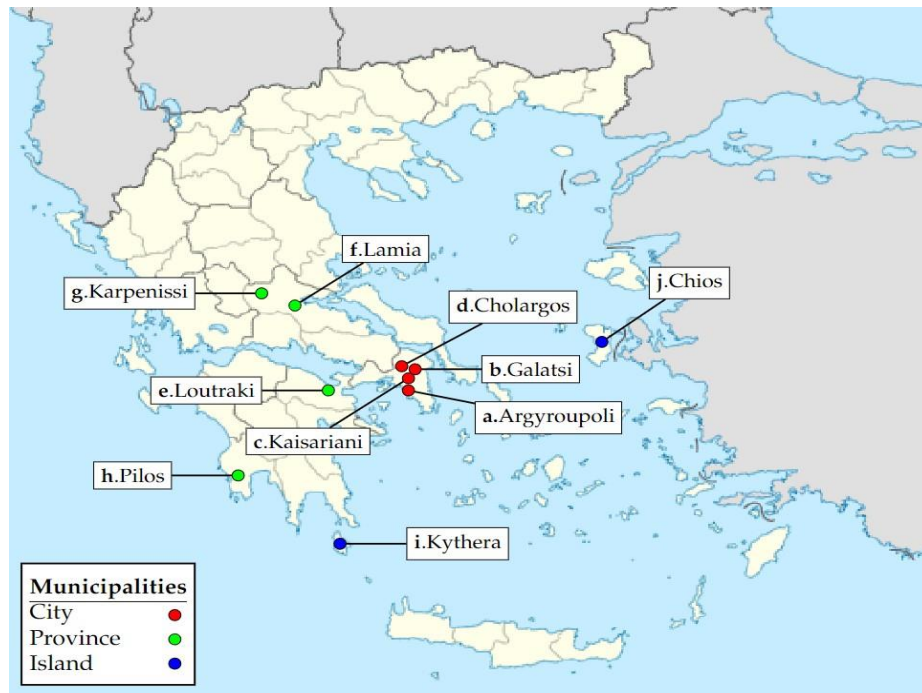 f.Lamia
g.Karpenissi
j.Chios
d.Cholargos
b.Galatsi
e.Loutraki
a.Argyroupoli
c.Kaisariani
h.Pilos
i.Kythera
Municipalities
City
Province
Island